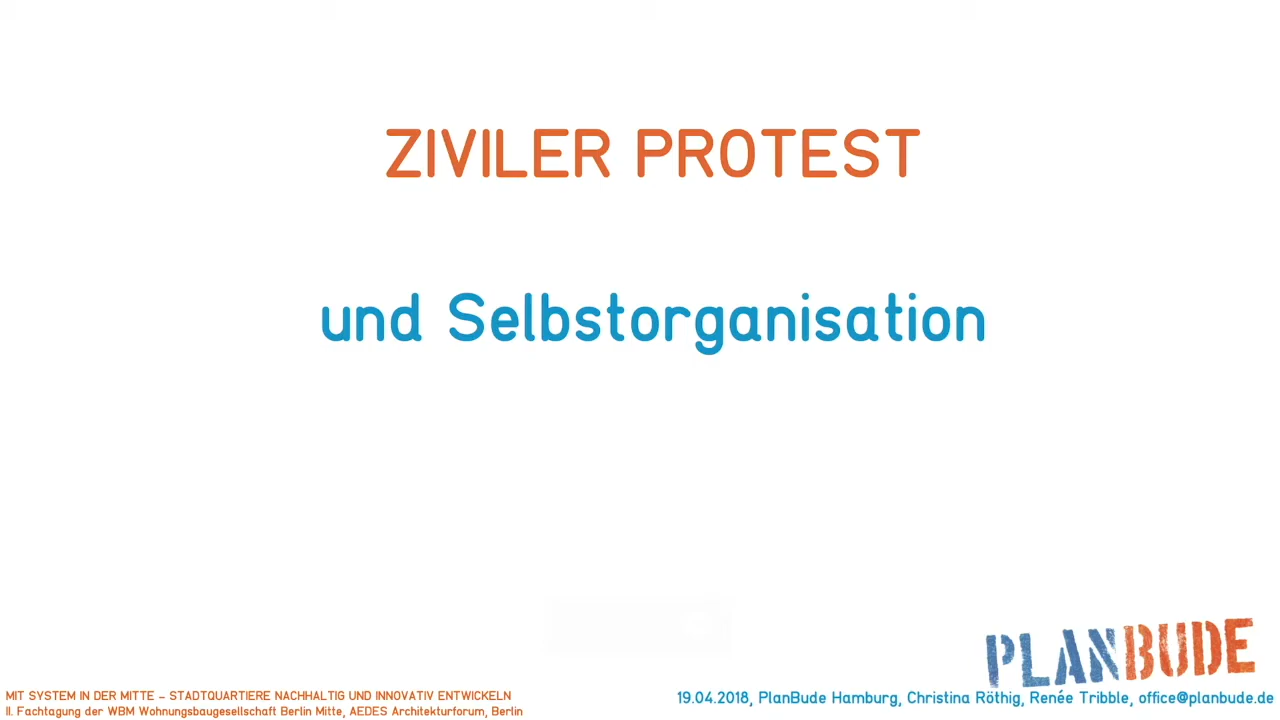 ZIVILER PROTEST
und Selbstorganisation
PLANBUDE
MIT SYSTEM IN DER MITTE – STADTQUARTIERE NACHHALTIG UND INNOVATIV ENTWICKELN
II. Fachtagung der WBM Wohnungsbaugesellschaft Berlin Mitte, AEDES Architekturforum, Berlin
19.04.2018, PlanBude Hamburg, Christina Röthig, Renée Tribble, office@planbude.de